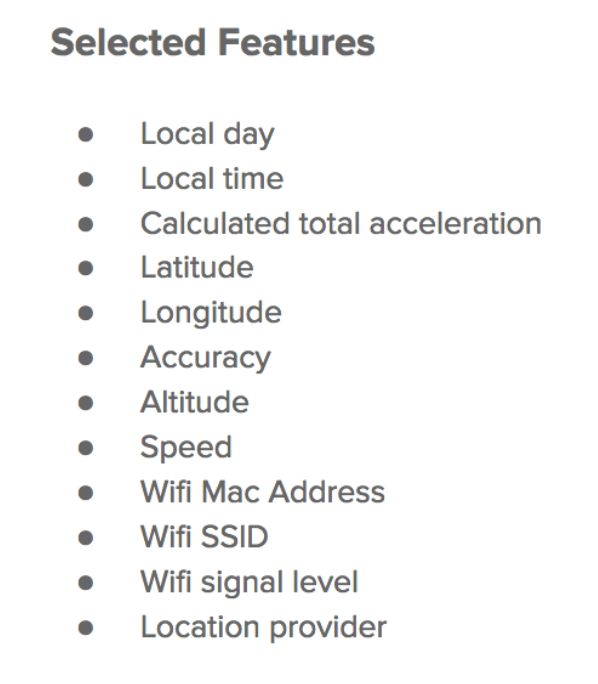 Selected Features
● Local day
● Local time
● Calculated total acceleration
● Latitude
● Longitude
● Accuracy
● Altitude
● Speed
● Wifi Mac Address
● Wifi SSID
● Wifi signal level
● Location provider